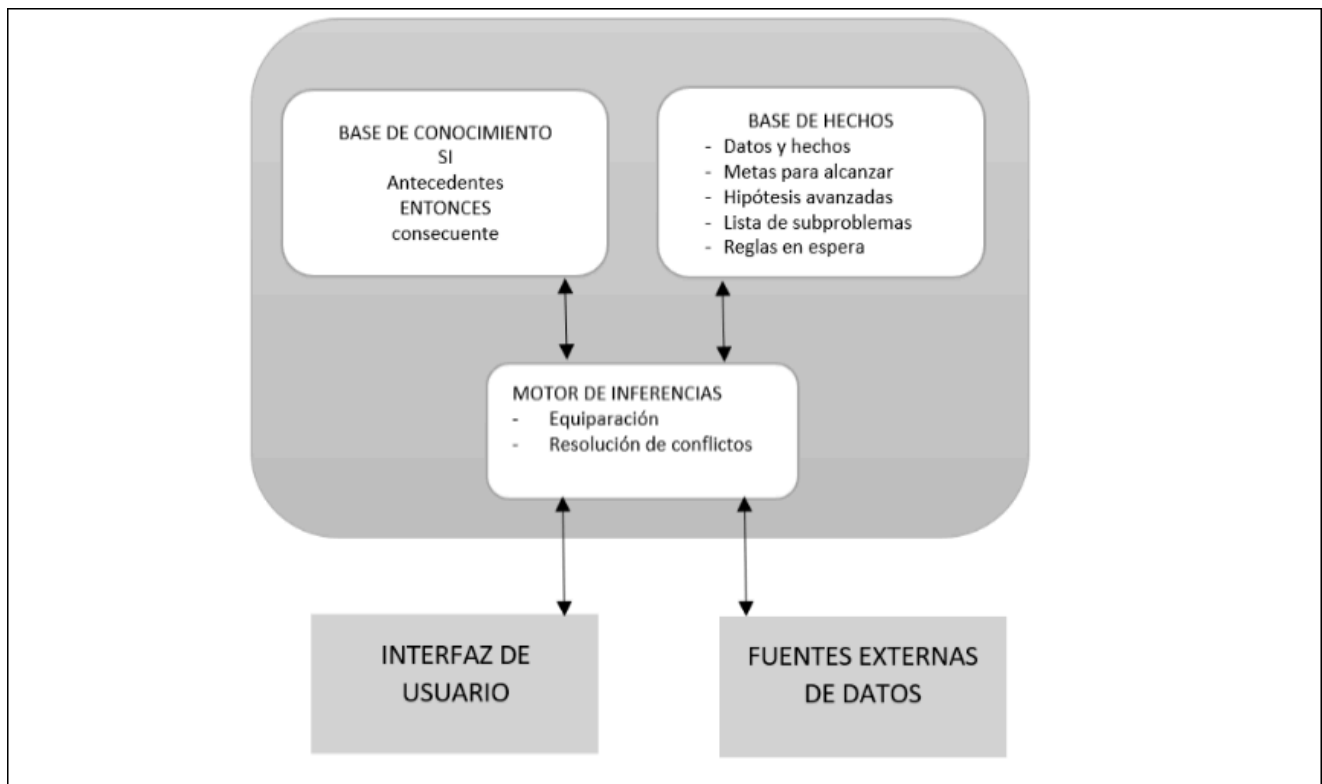 BASE DE CONOCIMIENTO
SI
Antecedentes
ENTONCES
consecuente
BASE DE HECHOS
- Datos y hechos
- Metas para alcanzar
- Hipótesis avanzadas
- Lista de subproblemas
- Reglas en espera
MOTOR DE INFERENCIAS
- Equiparación
- Resolución de conflictos
INTERFAZ DE
USUARIO
FUENTES EXTERNAS
DE DATOS